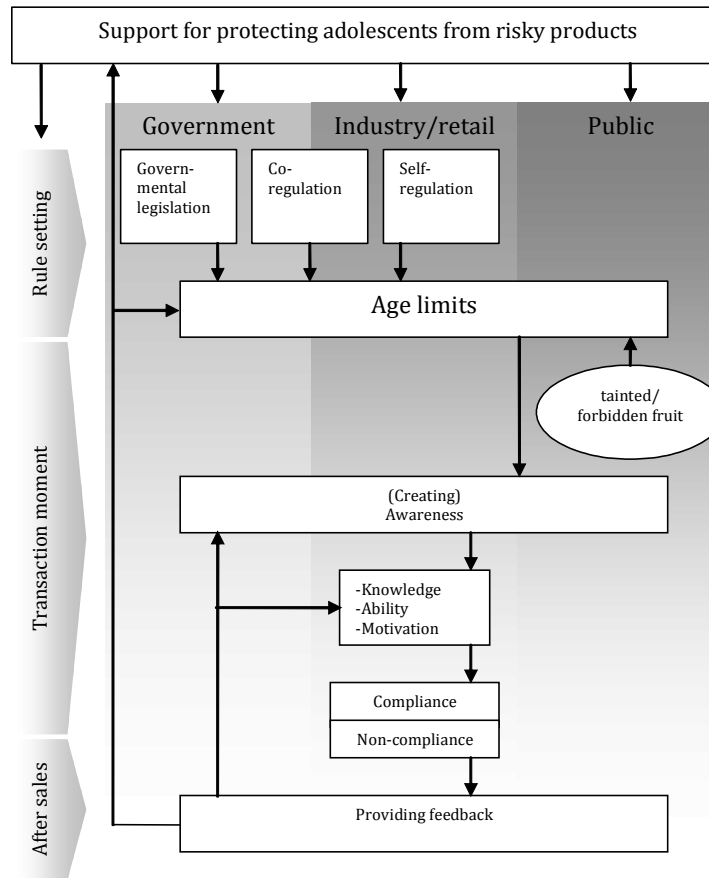 Support for protecting adolescents from risky products
Government
Industry/retail
Public
Govern-
mental
legislation
Co-
regulation
Self-
regulation
Rule setting
Age limits
tainted/
forbidden fruit
Transaction moment
(Creating)
Awareness
-Knowledge
-Ability
-Motivation
Compliance
Non-compliance
After sales
Providing feedback